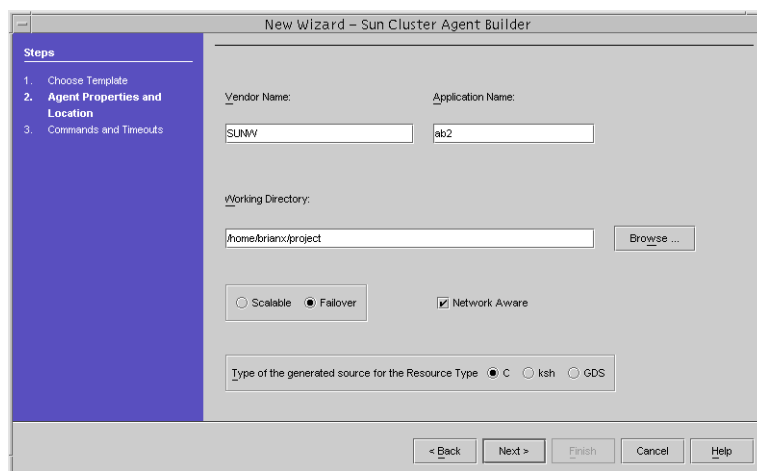 New Wizard – Sun Cluster Agent Builder
Steps
1. Choose Template
2. Agent Properties and
Location
3. Commands and Timeouts
Vendor Name:
Application Name:
SUNW
ab2
Working Directory:
/home/brianx/project
Browse ...
Scalable
Failover
Network Aware
Type of the generated source for the Resource Type
C
ksh
GDS
< Back
Next >
Finish
Cancel
Help